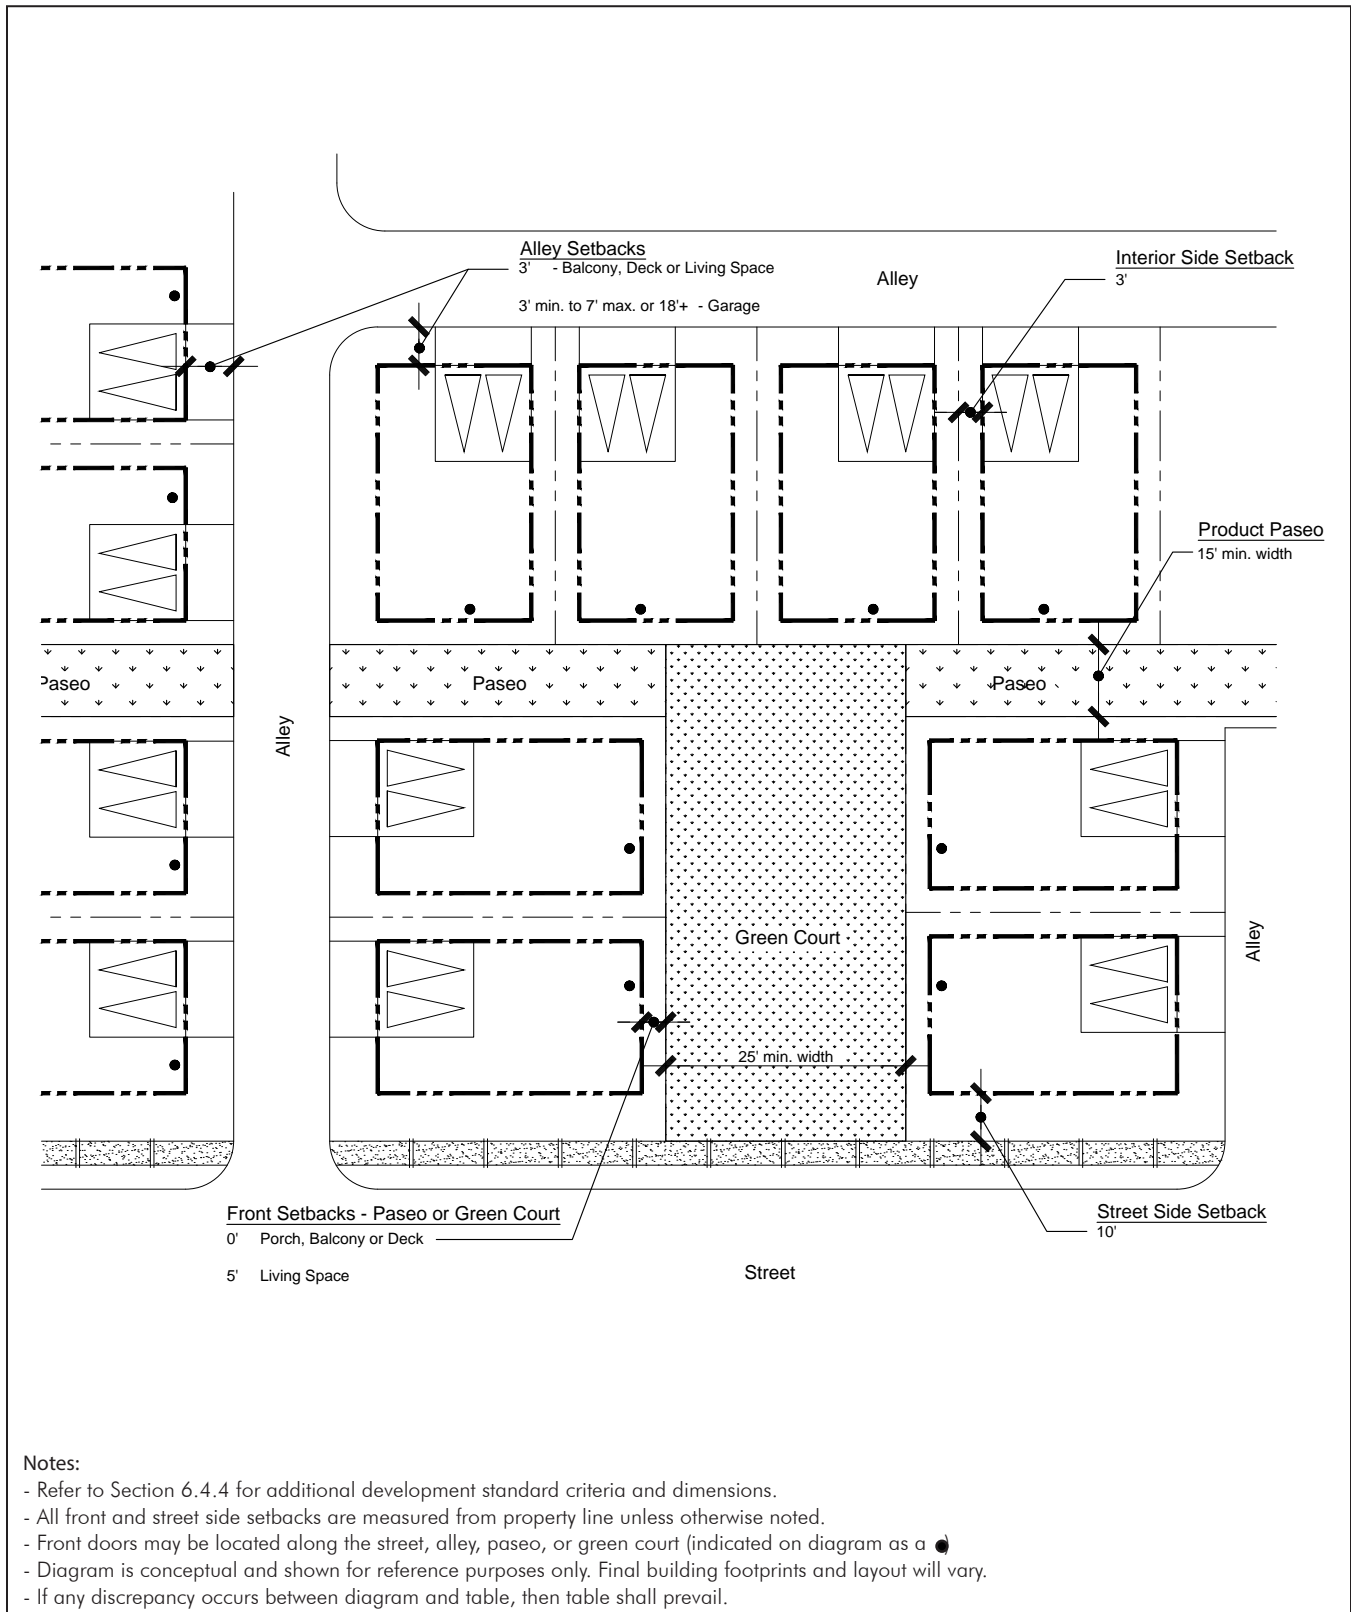 Alley Setbacks
3' - Balcony, Deck or Living Space
3' min. to 7' max. or 18'+ - Garage
Alley
Interior Side Setback
3'
Product Paseo
15' min. width
Paseo
Paseo
Paseo
Alley
Green Court
Alley
25' min. width
Front Setbacks - Paseo or Green Court
0' Porch, Balcony or Deck
5' Living Space
Street Side Setback
10'
Street
Notes:
- Refer to Section 6.4.4 for additional development standard criteria and dimensions.
- All front and street side setbacks are measured from property line unless otherwise noted.
- Front doors may be located along the street, alley, paseo, or green court (indicated on diagram as a ●)
- Diagram is conceptual and shown for reference purposes only. Final building footprints and layout will vary.
- If any discrepancy occurs between diagram and table, then table shall prevail.